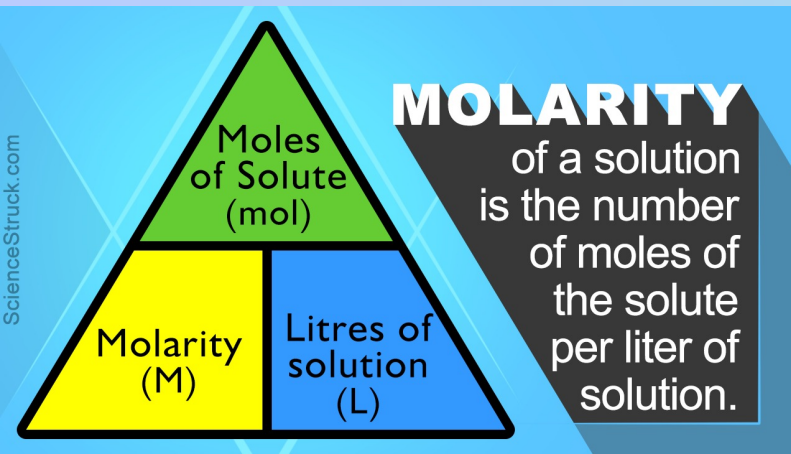 Moles
of Solute
(mol)
Molarity
(M)
Litres of
solution
(L)
MOLARITY
of a solution
is the number
of moles of
the solute
per liter of
solution.
ScienceStruck.com